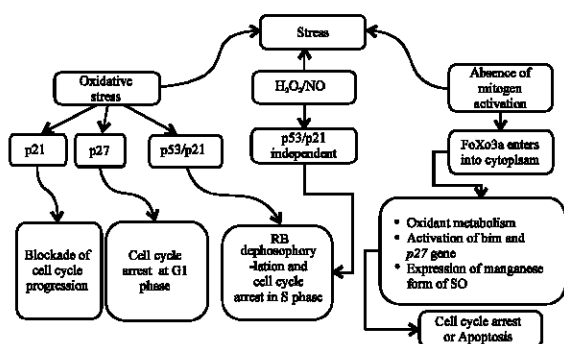 Stress
Oxidative
stress
H₂O₂/NO
Absence of
mitogen
activation
p21
p27
p53/p21
p53/p21
independent
FoXo3a enters
into cytoplasm
Blockade of
cell cycle
progression
Cell cycle
arrest at G1
phase
RB
dephosophory
-lation and
cell cycle
arrest in S phase
• Oxidant metabolism
• Activation of bim and
p27 gene
• Expression of manganese
form of SO
Cell cycle arrest
or Apoptosis